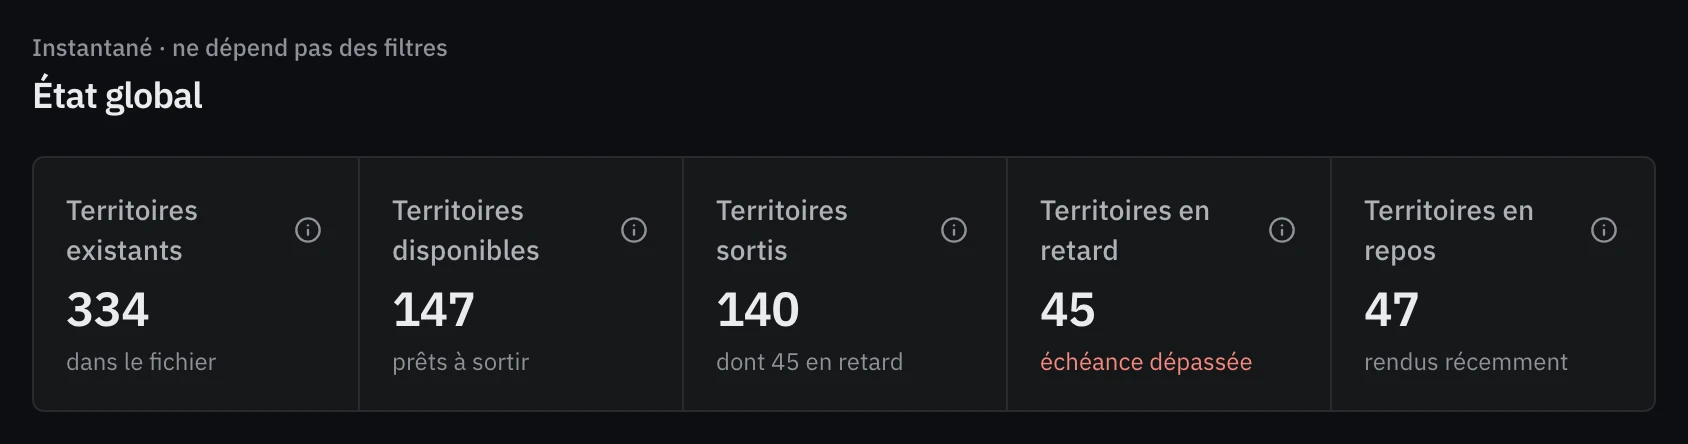 Instantané · ne dépend pas des filtres
État global
Territoires existants
334
dans le fichier
Territoires disponibles
147
prêts à sortir
Territoires sortis
140
dont 45 en retard
Territoires en retard
45
échéance dépassée
Territoires en repos
47
rendus récemment